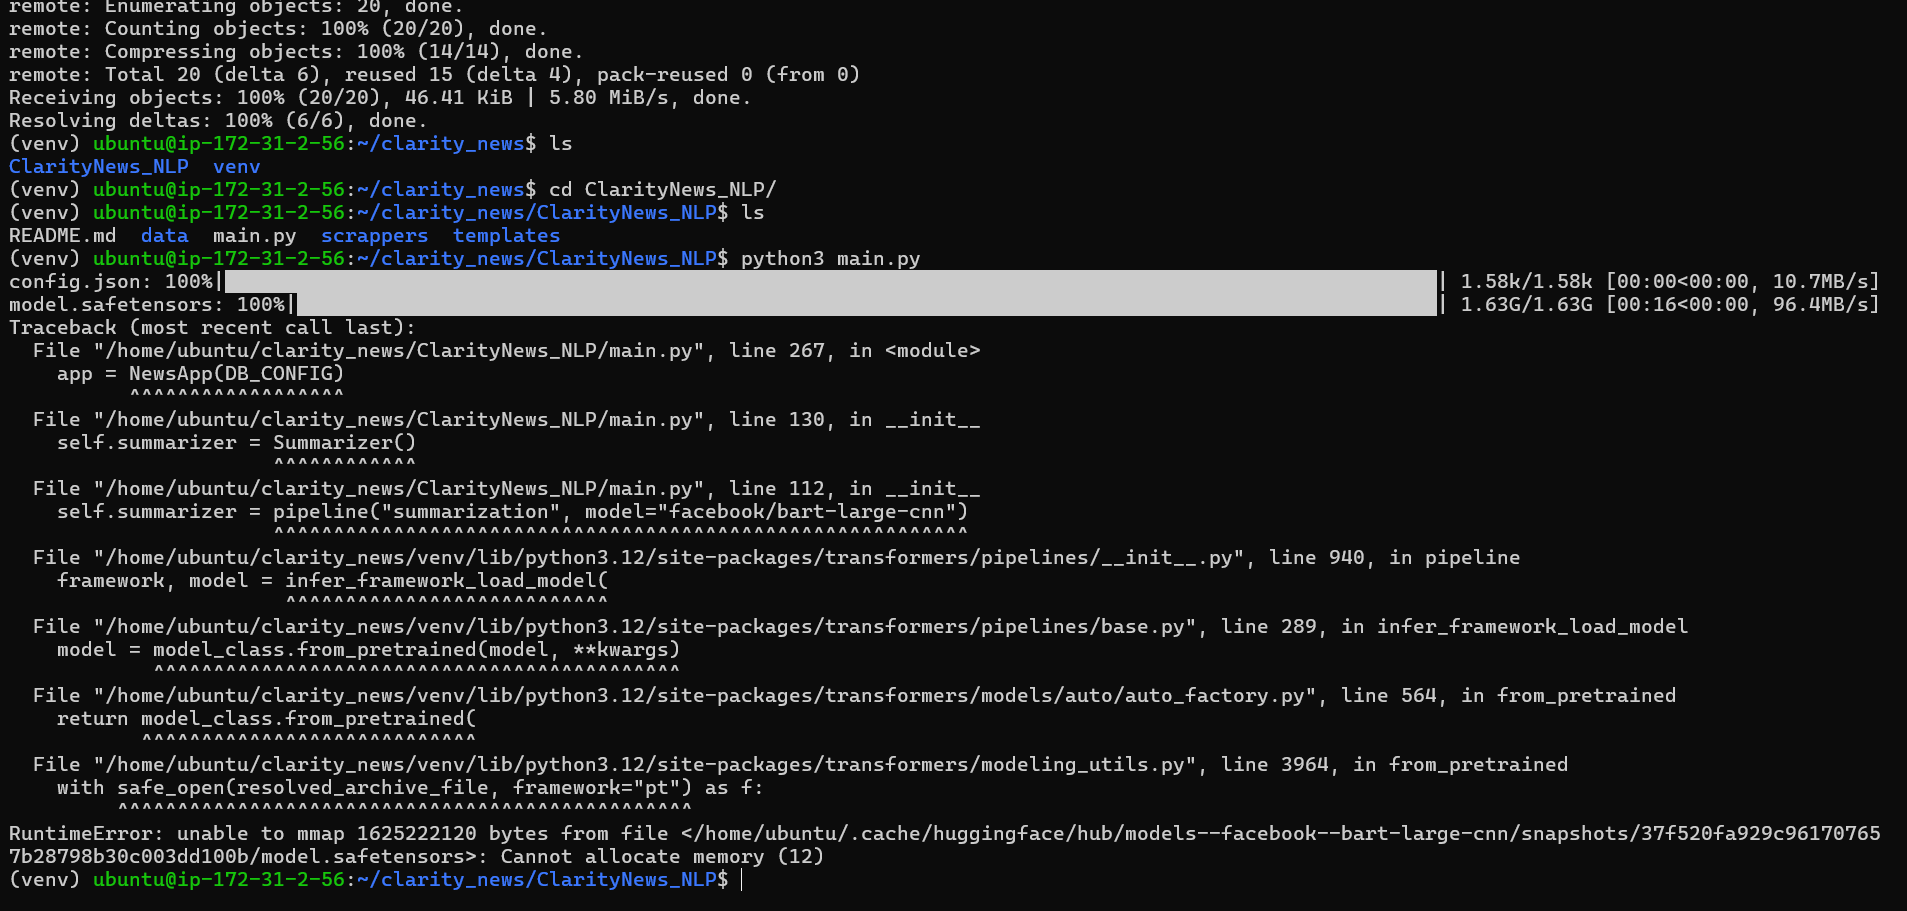 remote: Enumerating objects: 20, done.
remote: Counting objects: 100% (20/20), done.
remote: Compressing objects: 100% (14/14), done.
remote: Total 20 (delta 6), reused 15 (delta 4), pack-reused 0 (from 0)
Receiving objects: 100% (20/20), 46.41 KiB | 5.80 MiB/s, done.
Resolving deltas: 100% (6/6), done.
(venv) ubuntu@ip-172-31-2-56:~/clarity_news$ ls
ClarityNews_NLP  venv
(venv) ubuntu@ip-172-31-2-56:~/clarity_news$ cd ClarityNews_NLP/
(venv) ubuntu@ip-172-31-2-56:~/clarity_news/ClarityNews_NLP$ ls
README.md  data  main.py  scrappers  templates
(venv) ubuntu@ip-172-31-2-56:~/clarity_news/ClarityNews_NLP$ python3 main.py
config.json: 100%| | 1.58k/1.58k [00:00<00:00, 10.7MB/s]
model.safetensors: 100%| | 1.63G/1.63G [00:16<00:00, 96.4MB/s]
Traceback (most recent call last):
  File "/home/ubuntu/clarity_news/ClarityNews_NLP/main.py", line 267, in <module>
    app = NewsApp(DB_CONFIG)
          ^^^^^^^^^^^^^^^^^^
  File "/home/ubuntu/clarity_news/ClarityNews_NLP/main.py", line 130, in __init__
    self.summarizer = Summarizer()
                      ^^^^^^^^^^^^
  File "/home/ubuntu/clarity_news/ClarityNews_NLP/main.py", line 112, in __init__
    self.summarizer = pipeline("summarization", model="facebook/bart-large-cnn")
                      ^^^^^^^^^^^^^^^^^^^^^^^^^^^^^^^^^^^^^^^^^^^^^^^^^^^^^^^^^^
  File "/home/ubuntu/clarity_news/venv/lib/python3.12/site-packages/transformers/pipelines/__init__.py", line 940, in pipeline
    framework, model = infer_framework_load_model(
                       ^^^^^^^^^^^^^^^^^^^^^^^^^^^
  File "/home/ubuntu/clarity_news/venv/lib/python3.12/site-packages/transformers/pipelines/base.py", line 289, in infer_framework_load_model
    model = model_class.from_pretrained(model, **kwargs)
            ^^^^^^^^^^^^^^^^^^^^^^^^^^^^^^^^^^^^^^^^^^^^
  File "/home/ubuntu/clarity_news/venv/lib/python3.12/site-packages/transformers/models/auto/auto_factory.py", line 564, in from_pretrained
    return model_class.from_pretrained(
           ^^^^^^^^^^^^^^^^^^^^^^^^^^^^
  File "/home/ubuntu/clarity_news/venv/lib/python3.12/site-packages/transformers/modeling_utils.py", line 3964, in from_pretrained
    with safe_open(resolved_archive_file, framework="pt") as f:
         ^^^^^^^^^^^^^^^^^^^^^^^^^^^^^^^^^^^^^^^^^^^^^^^^
RuntimeError: unable to mmap 1625222120 bytes from file </home/ubuntu/.cache/huggingface/hub/models--facebook--bart-large-cnn/snapshots/37f520fa929c96170765
7b28798b30c003dd100b/model.safetensors>: Cannot allocate memory (12)
(venv) ubuntu@ip-172-31-2-56:~/clarity_news/ClarityNews_NLP$